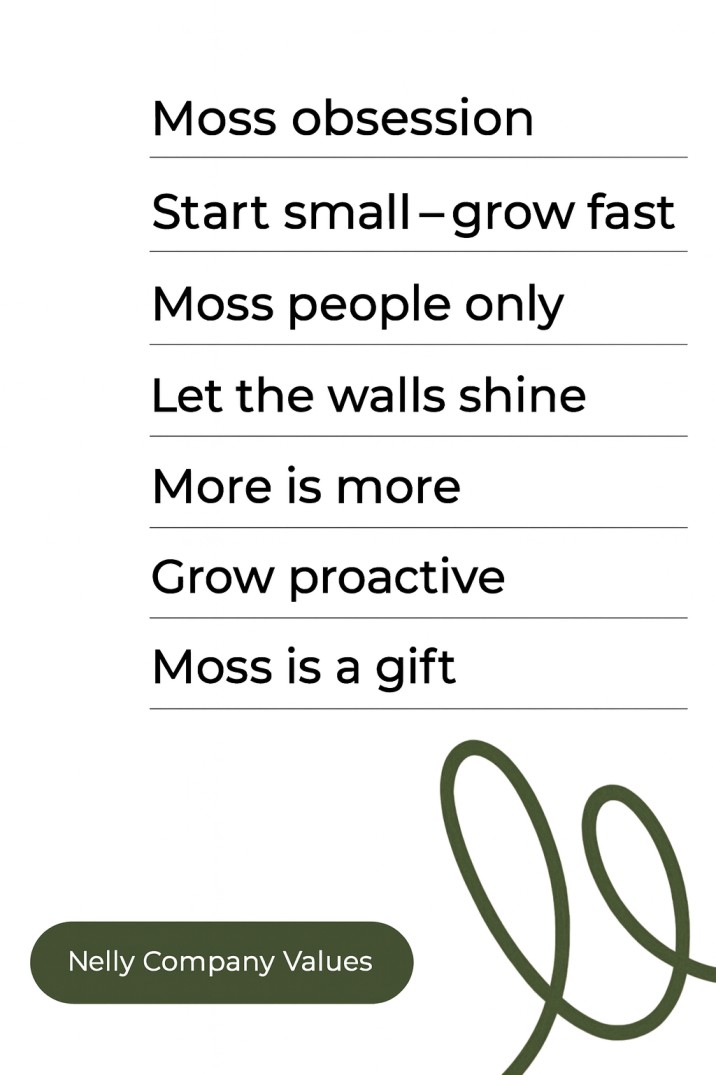 Moss obsession
Start small – grow fast
Moss people only
Let the walls shine
More is more
Grow proactive
Moss is a gift
Nelly Company Values